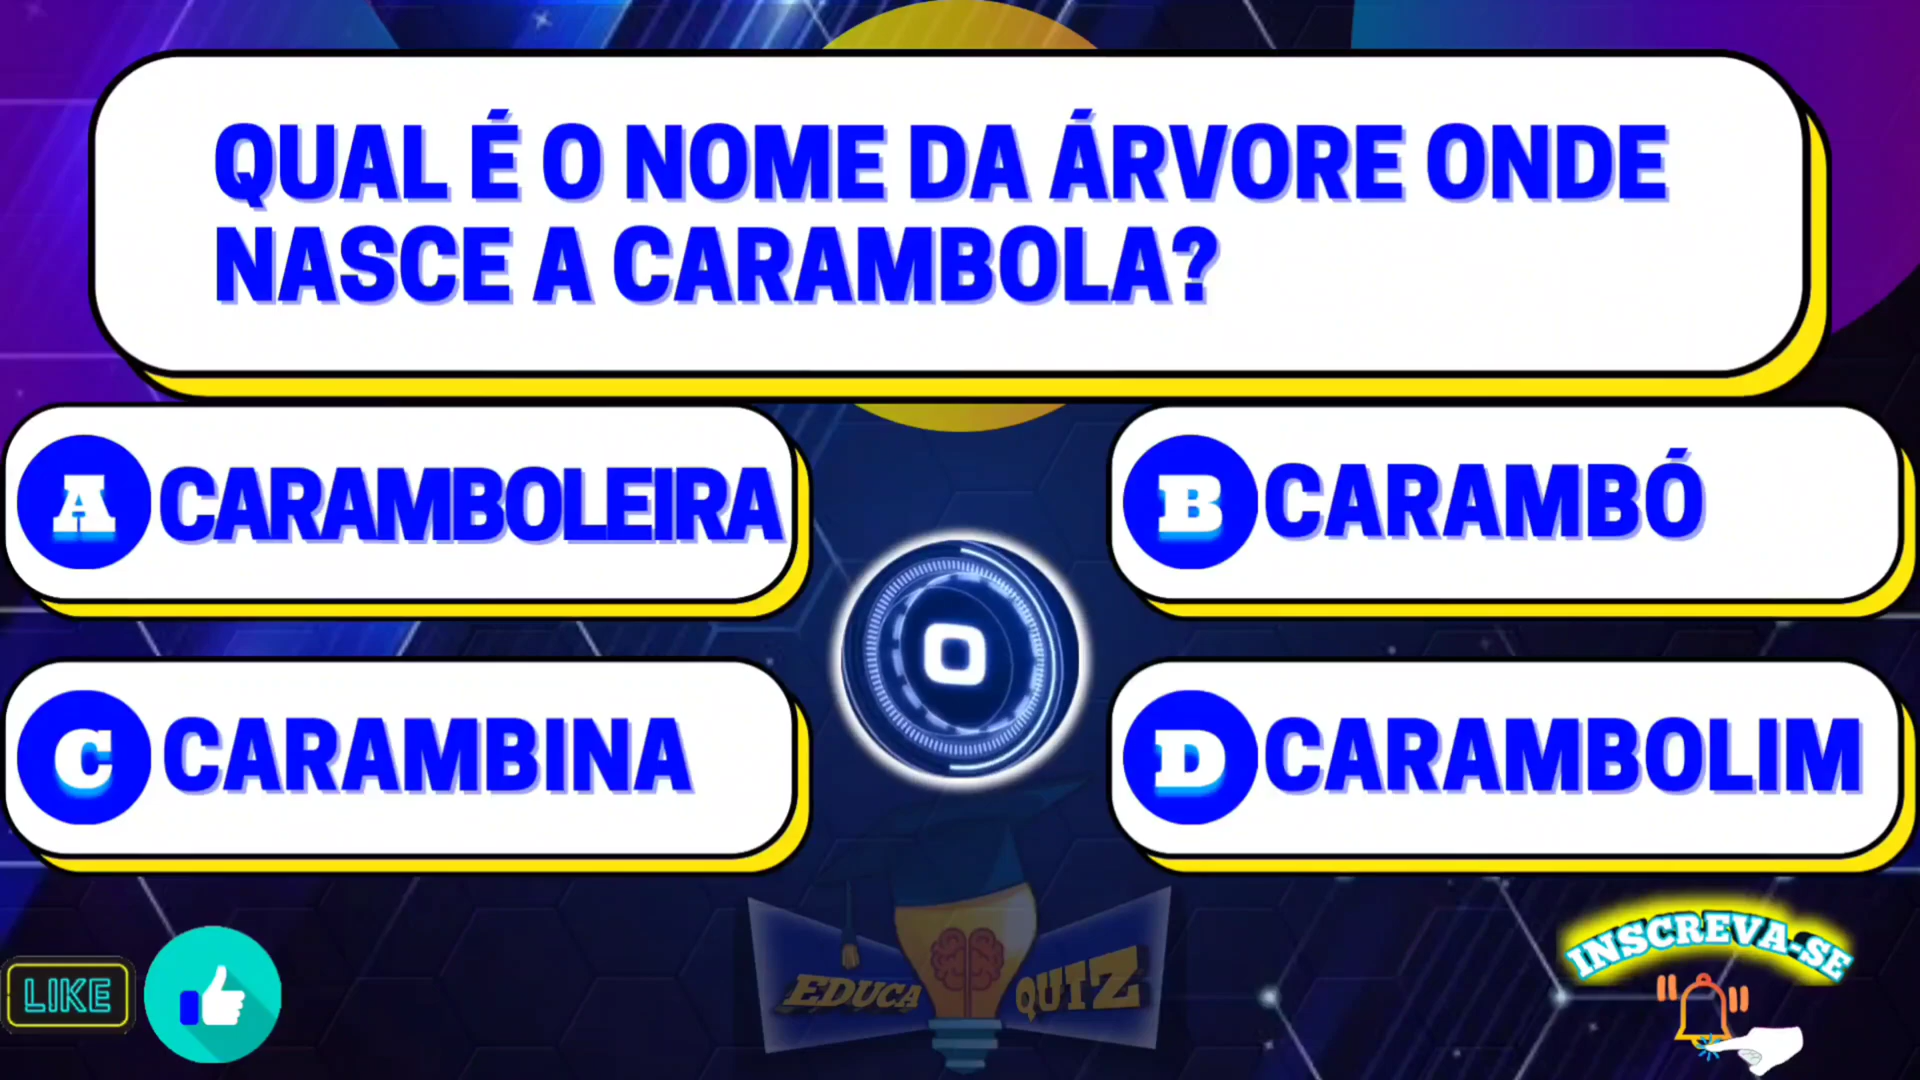 QUAL É O NOME DA ÁRVORE ONDE
NASCE A CARAMBOLA?
A CARAMBOLEIRA
B CARAMBÓ
0
C CARAMBINA
D CARAMBOLIM
LIKE
EDUCA QUIZ
INSCREVA-SE